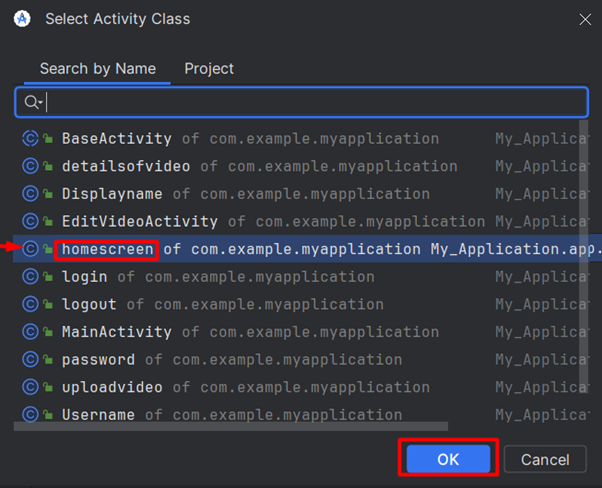 Select Activity Class
Search by Name Project
BaseActivity of com.example.myapplication My_Applica
detailsofvideo of com.example.myapplication My_Applica
Displayname of com.example.myapplication My_Applica
EditVideoActivity of com.example.myapplication My_Applica
homescreen of com.example.myapplication My_Application.app.
login of com.example.myapplication My_Applica
logout of com.example.myapplication My_Applica
MainActivity of com.example.myapplication My_Applica
password of com.example.myapplication My_Applica
uploadvideo of com.example.myapplication My_Applica
Username of com.example.myapplication My_Applica
OK Cancel